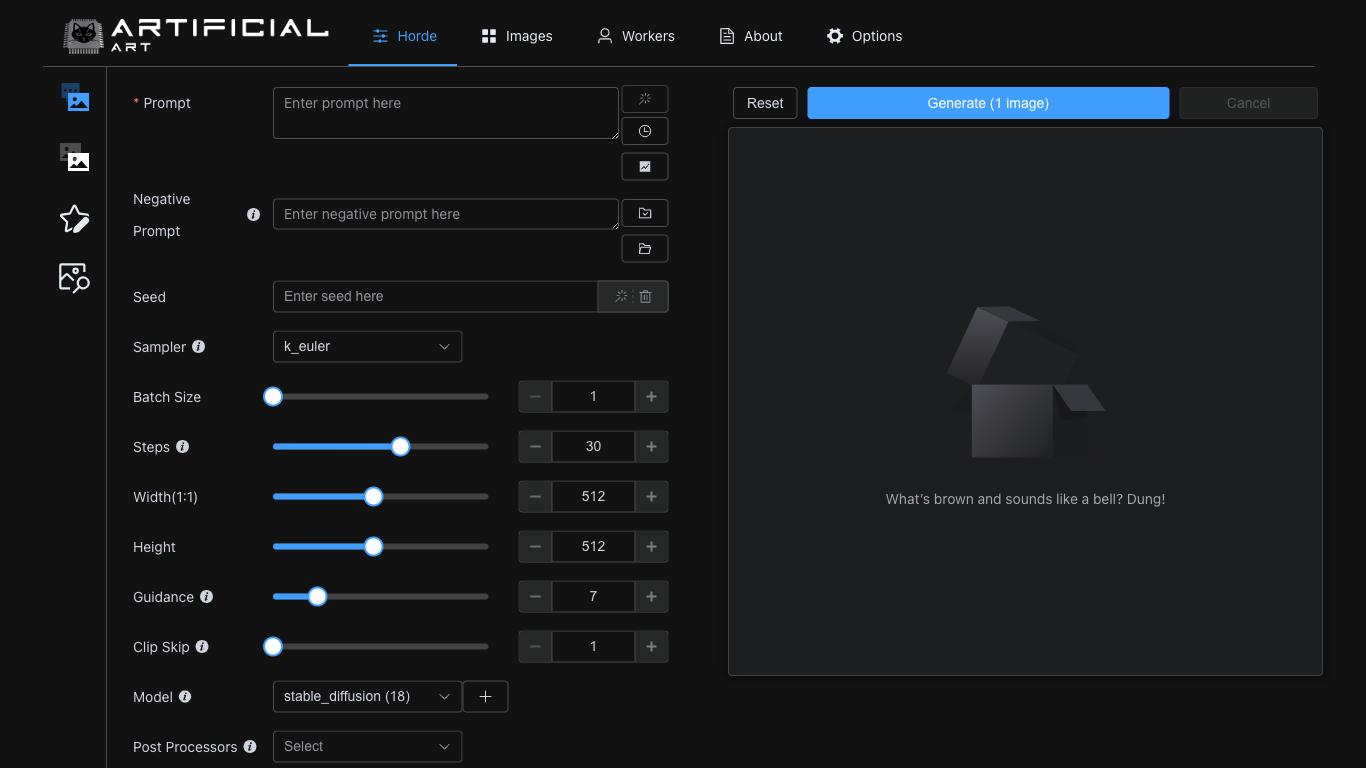 ARTIFICIAL
ART
Horde
Images
Workers
About
Options
* Prompt
Enter prompt here
Reset
Generate (1 image)
Cancel
Negative
Prompt
Enter negative prompt here
Seed
Enter seed here
Sampler
k_euler
Batch Size
1
Steps
30
Width(1:1)
512
Height
512
Guidance
7
Clip Skip
1
Model
stable_diffusion (18)
Post Processors
Select
What's brown and sounds like a bell? Dung!